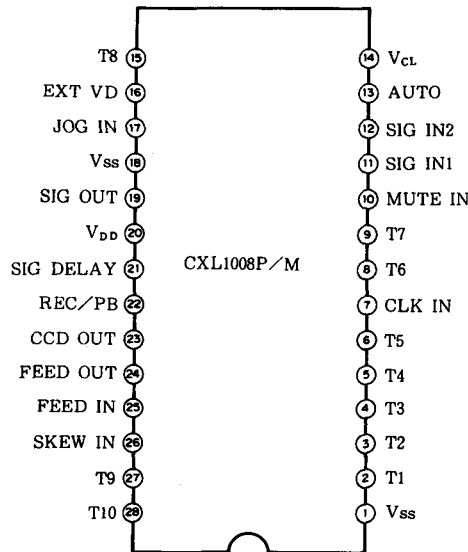 T8 15 14 VCL
EXT VD 16 13 AUTO
JOG IN 17 12 SIG IN2
Vss 18 11 SIG IN1
SIG OUT 19 10 MUTE IN
VDD 20 9 T7
SIG DELAY 21 CXL1008P/M 8 T6
REC/PB 22 7 CLK IN
CCD OUT 23 6 T5
FEED OUT 24 5 T4
FEED IN 25 4 T3
SKEW IN 26 3 T2
T9 27 2 T1
T10 28 1 Vss